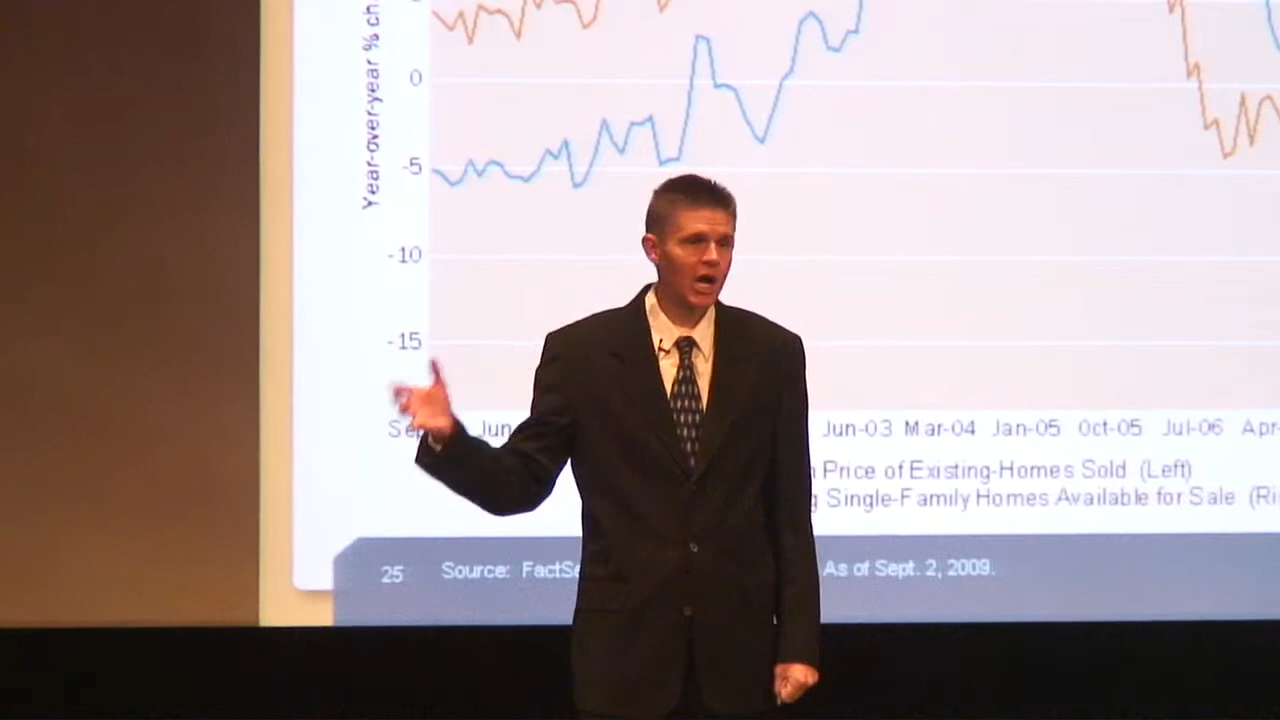 Year-over-year % ch
0
-5
-10
-15
Jun-03 Mar-04 Jan-05 Oct-05 Jul-06 Apr-
Price of Existing-Homes Sold (Left)
Single-Family Homes Available for Sale
25 Source: As of Sept. 2, 2009.